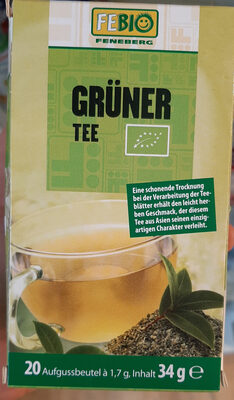 FEBIO
FENEBERG
GRÜNER
TEE
Eine schonende Trocknung
bei der Verarbeitung der Tee-
blätter erhält den leicht her-
ben Geschmack, der diesem
Tee aus Asien seinen einzig-
artigen Charakter verleiht.
20 Aufgussbeutel à 1,7 g, Inhalt 34 g ℮